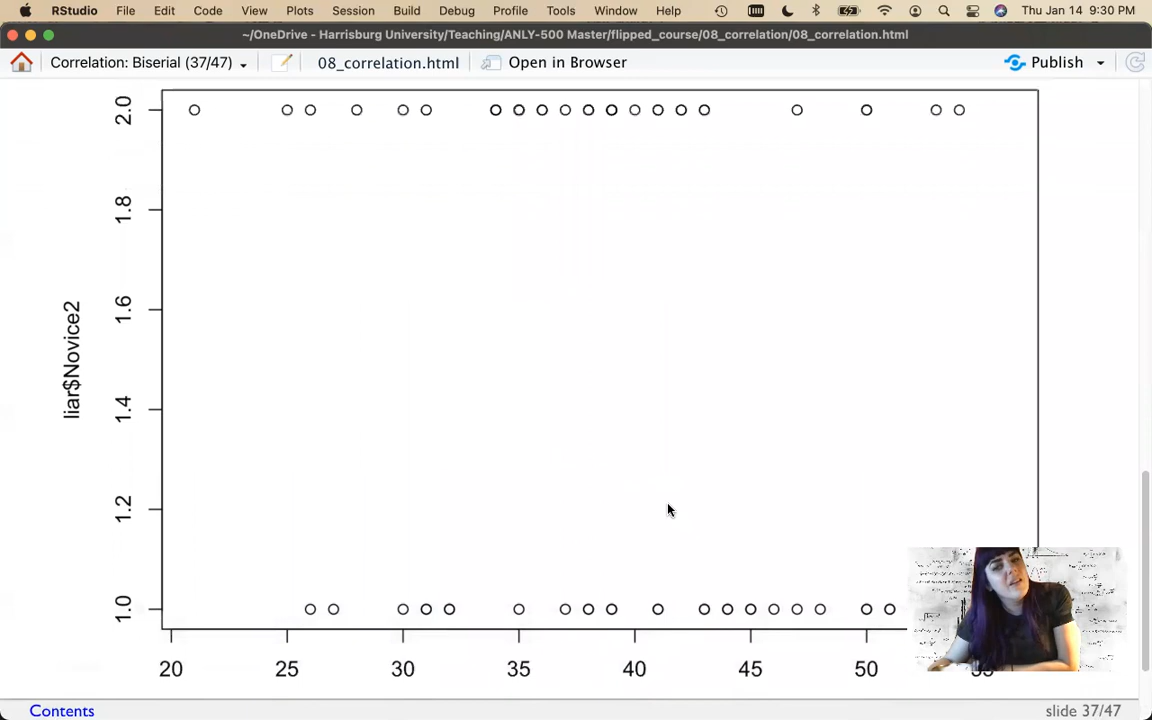 RStudio File Edit Code View Plots Session Build Debug Profile Tools Window Help Thu Jan 14 9:30 PM
~/OneDrive - Harrisburg University/Teaching/ANLY-500 Master/flipped_course/08_correlation/08_correlation.html
Correlation: Biserial (37/47) 08_correlation.html Open in Browser Publish
2.0
1.8
1.6
1.4
1.2
1.0
liar$Novice2
20 25 30 35 40 45 50
Contents slide 37/47